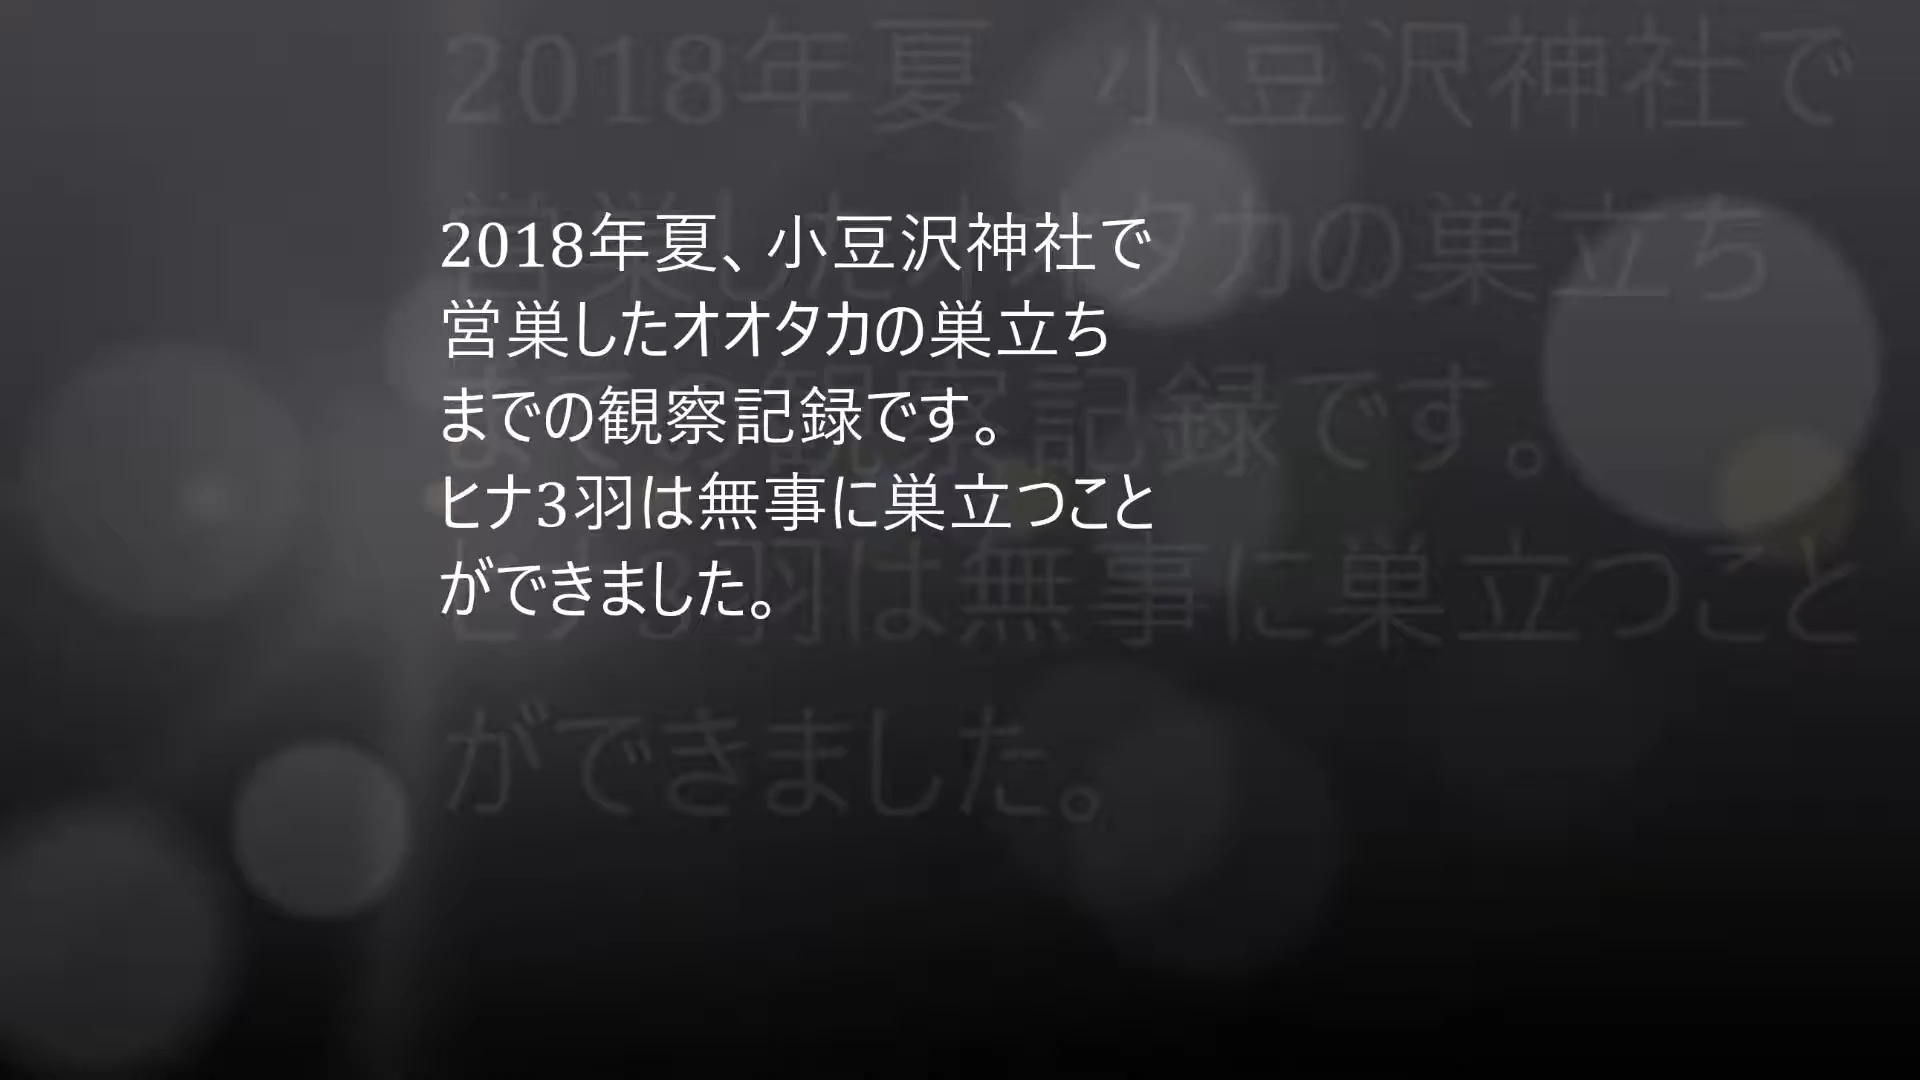 2018年夏、小豆沢神社で
営巣したオオタカの巣立ち
までの観察記録です。
ヒナ3羽は無事に巣立つこと
ができました。